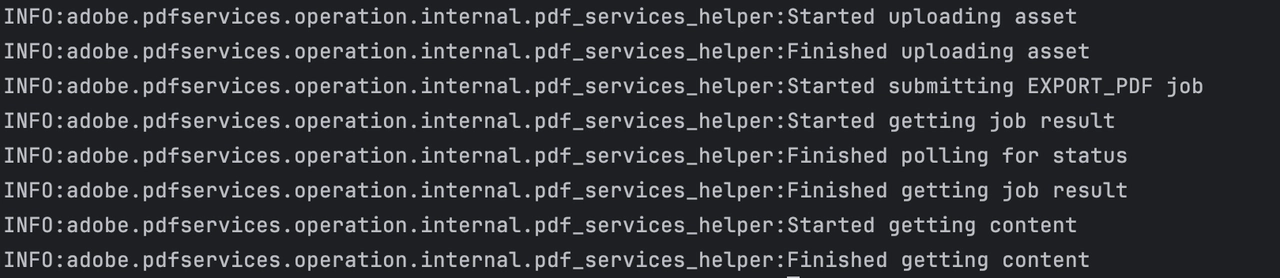 INFO:adobe.pdfservices.operation.internal.pdf_services_helper:Started uploading asset
INFO:adobe.pdfservices.operation.internal.pdf_services_helper:Finished uploading asset
INFO:adobe.pdfservices.operation.internal.pdf_services_helper:Started submitting EXPORT_PDF job
INFO:adobe.pdfservices.operation.internal.pdf_services_helper:Started getting job result
INFO:adobe.pdfservices.operation.internal.pdf_services_helper:Finished polling for status
INFO:adobe.pdfservices.operation.internal.pdf_services_helper:Finished getting job result
INFO:adobe.pdfservices.operation.internal.pdf_services_helper:Started getting content
INFO:adobe.pdfservices.operation.internal.pdf_services_helper:Finished getting content